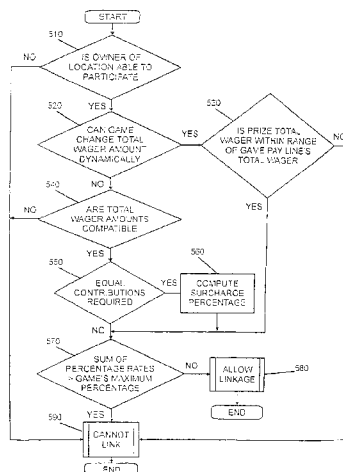 START
510
IS OWNER OF
LOCATION ABLE TO
PARTICIPATE
NO
YES
520
CAN GAME
CHANGE TOTAL
WAGER AMOUNT
DYNAMICALLY
YES
530
IS PRIZE TOTAL
WAGER WITHIN RANGE
OF GAME PAY LINE'S
TOTAL WAGER
NO
YES
NO
540
ARE TOTAL
WAGER AMOUNTS
COMPATIBLE
NO
YES
550
EQUAL
CONTRIBUTIONS
REQUIRED
YES
560
COMPUTE
SURCHARGE
PERCENTAGE
NO
570
SUM OF
PERCENTAGE RATES
> GAME'S MAXIMUM
PERCENTAGE
NO
ALLOW
LINKAGE
580
END
YES
590
CANNOT
LINK
END